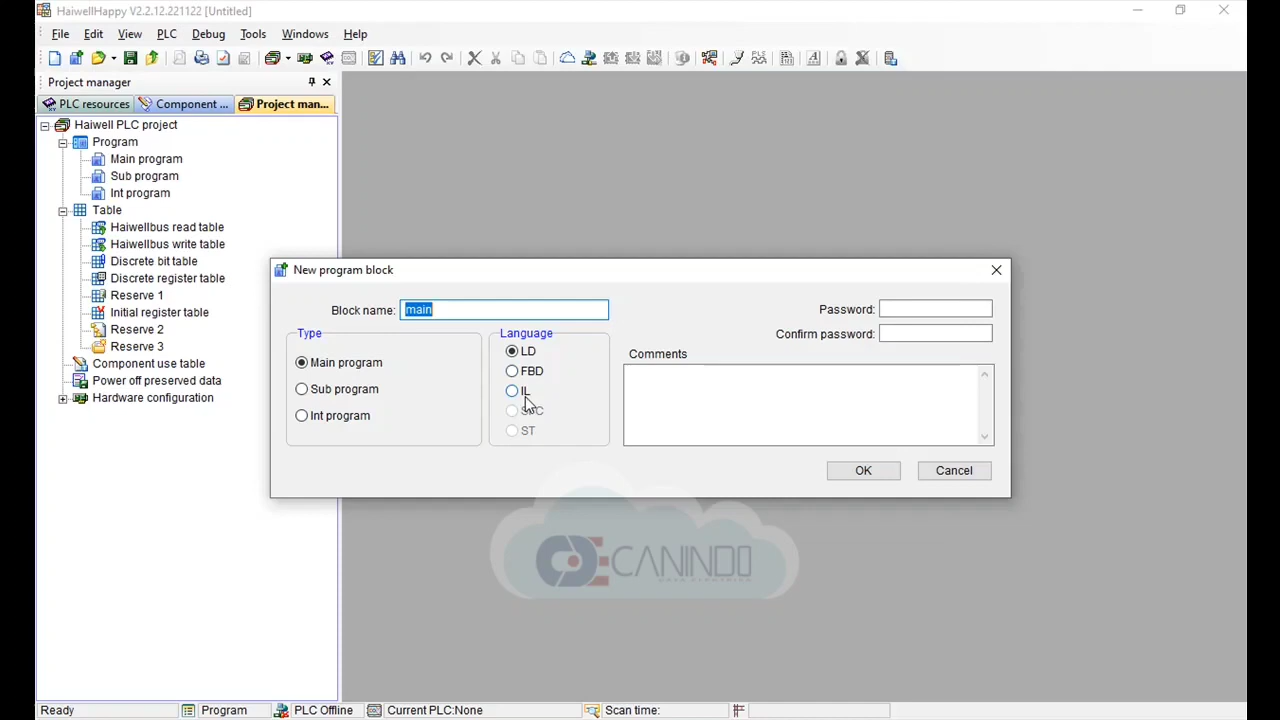 HaiwellHappy V2.2.12.221122 [Untitled]
File Edit View PLC Debug Tools Windows Help
Project manager
PLC resources Component ... Project man...
Haiwell PLC project
Program
Main program
Sub program
Int program
Table
Haiwellbus read table
Haiwellbus write table
Discrete bit table
Discrete register table
Reserve 1
Initial register table
Reserve 2
Reserve 3
Component use table
Power off preserved data
Hardware configuration
New program block
Block name: main
Password:
Confirm password:
Type
Main program
Sub program
Int program
Language
LD
FBD
IL
SFC
ST
Comments
OK Cancel
CANINDO
Ready Program PLC Offline Current PLC:None Scan time: